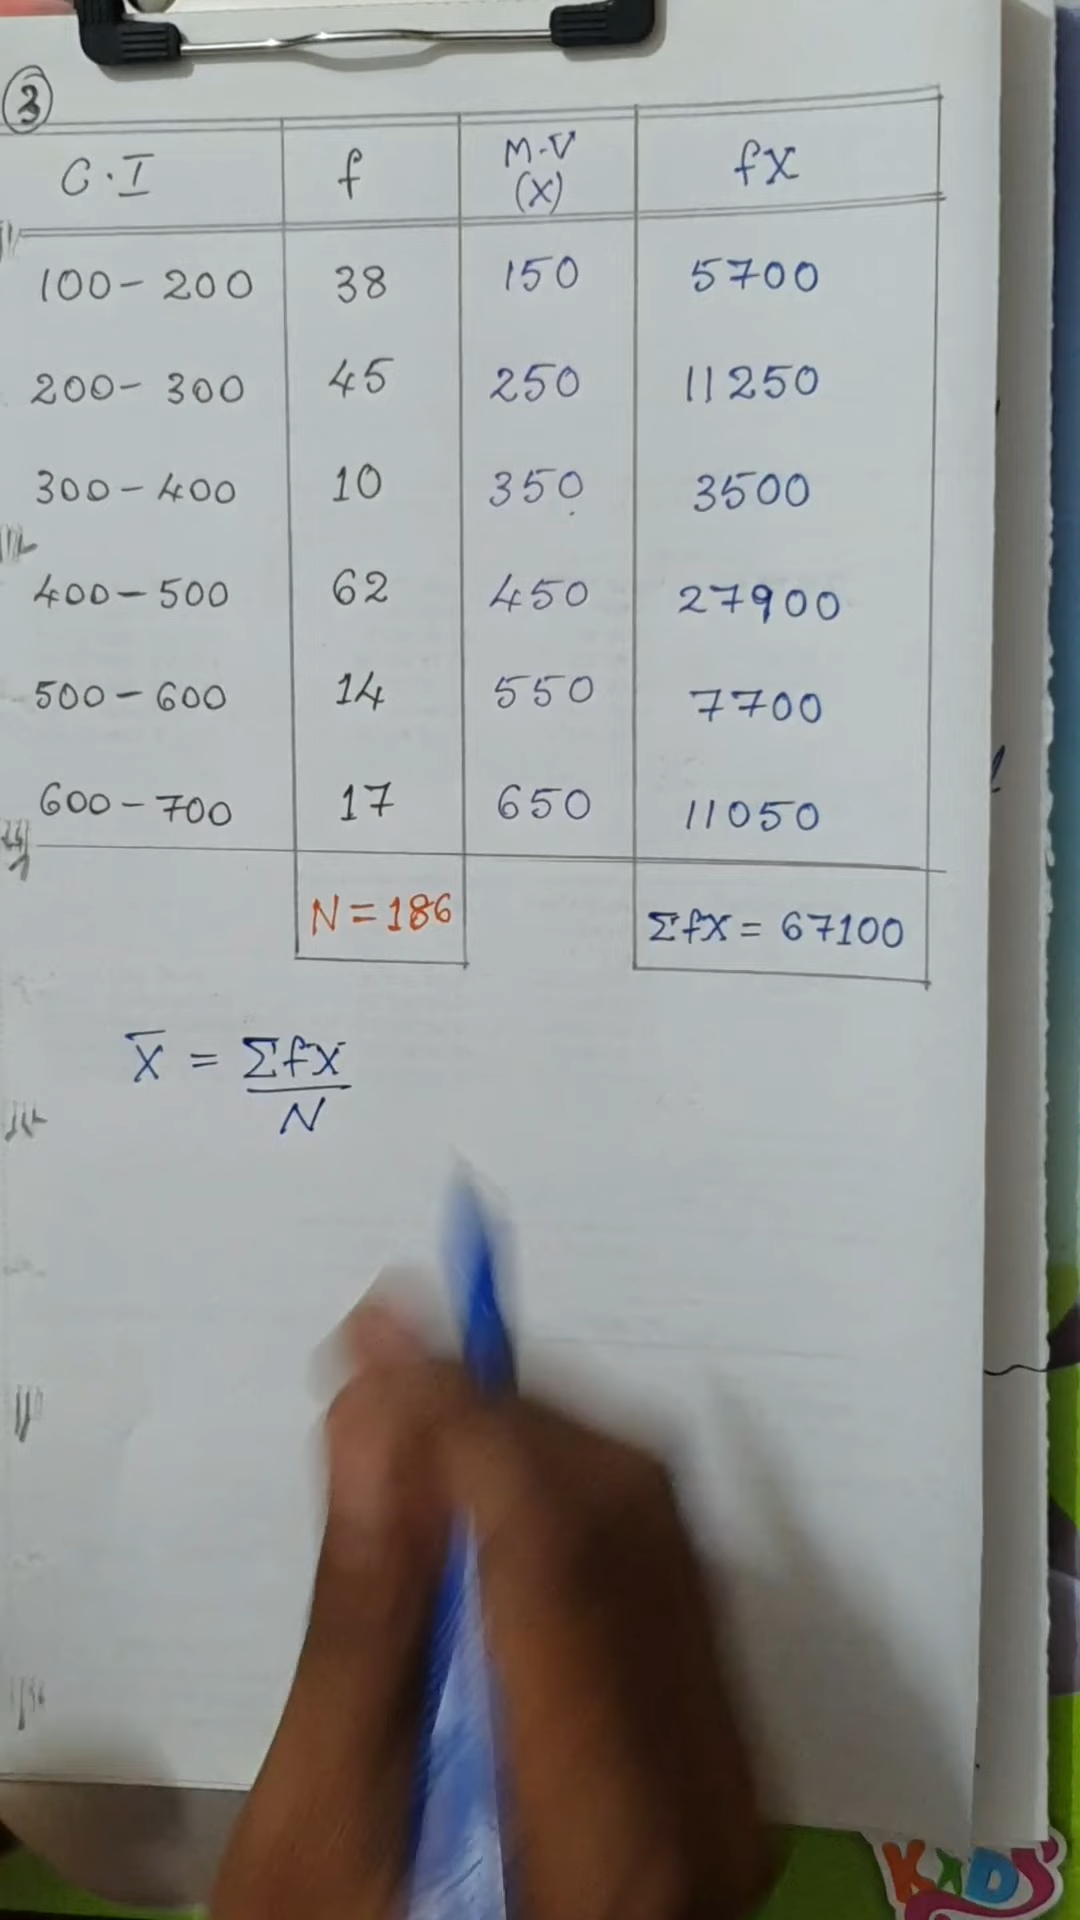 3
C.I f M.V (X) fX
100 - 200 38 150 5700
200 - 300 45 250 11250
300 - 400 10 350 3500
400 - 500 62 450 27900
500 - 600 14 550 7700
600 - 700 17 650 11050
N = 186 ΣfX = 67100
X̄ = ΣfX
N
KiDS